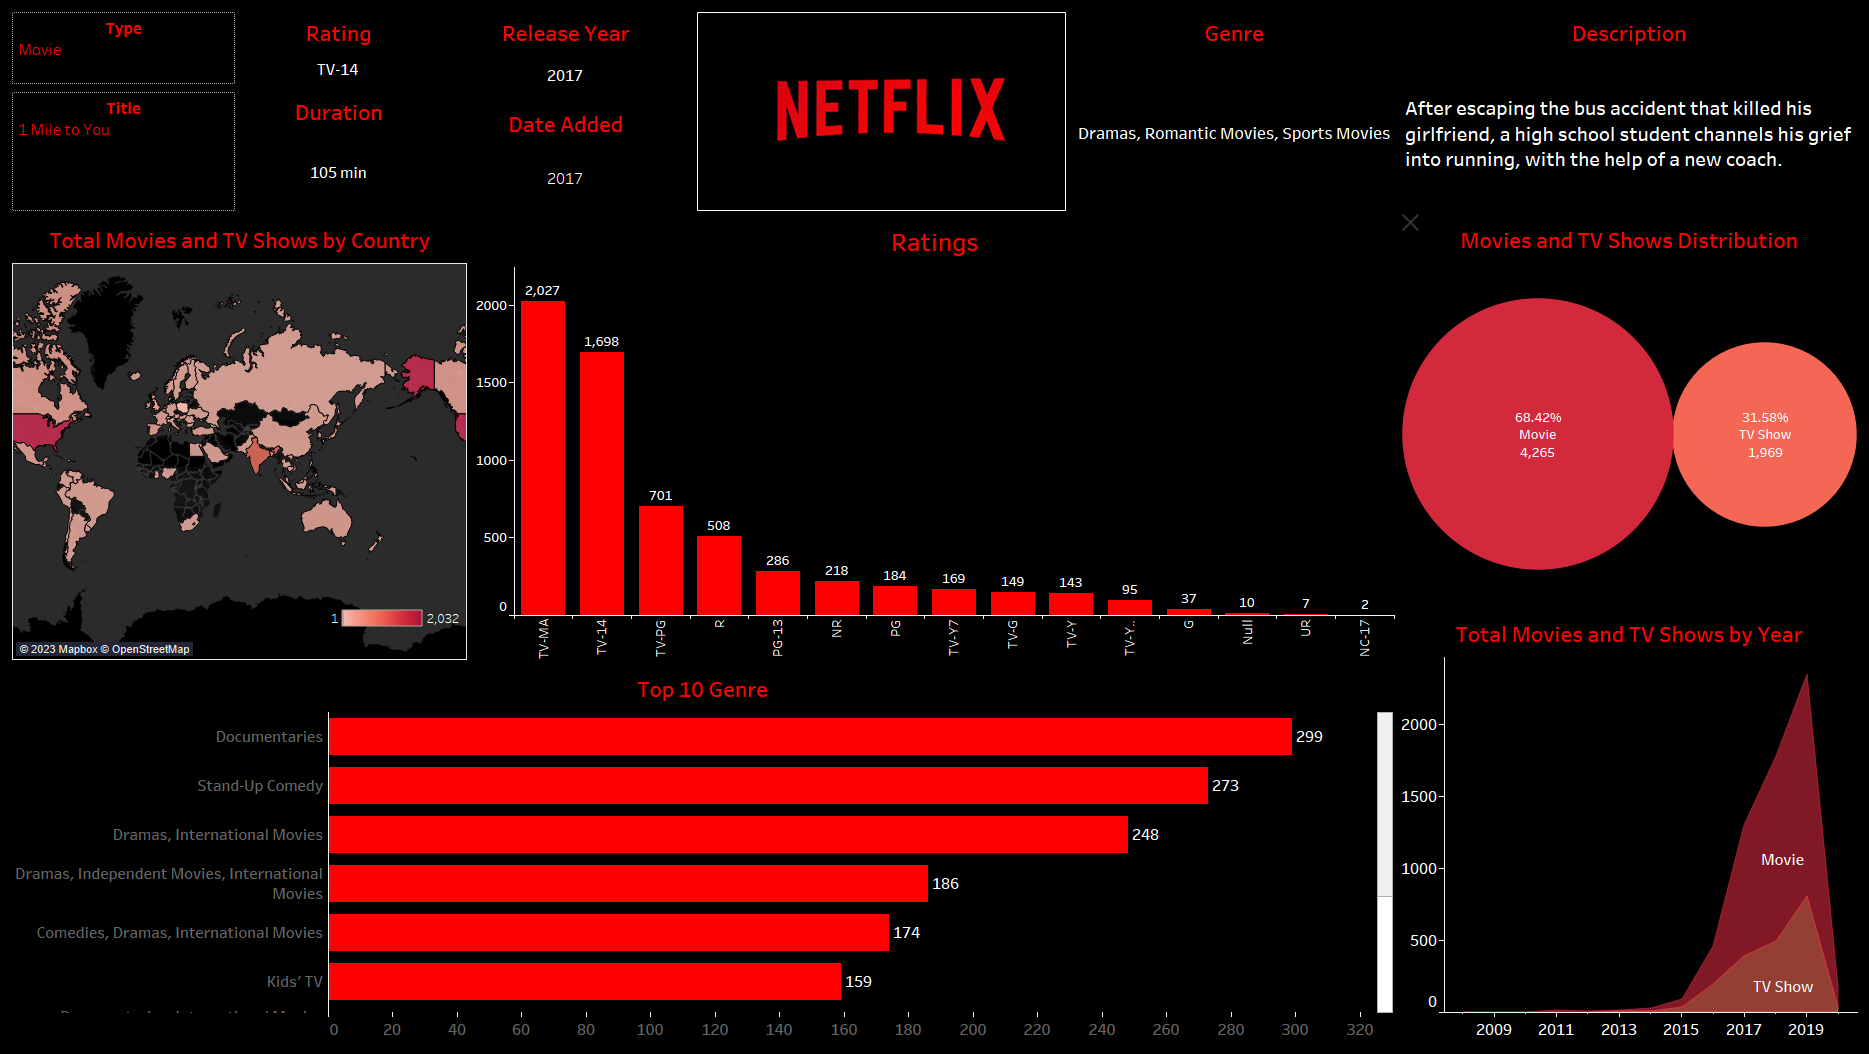 Type
Movie
Title
1 Mile to You
Rating
TV-14
Duration
105 min
Release Year
2017
Date Added
2017
NETFLIX
Genre
Dramas, Romantic Movies, Sports Movies
Description
After escaping the bus accident that killed his
girlfriend, a high school student channels his grief
into running, with the help of a new coach.
Total Movies and TV Shows by Country
1
2,032
© 2023 Mapbox © OpenStreetMap
Ratings
2000
1500
1000
500
0
2,027
1,698
701
508
286
218
184
169
149
143
95
37
10
7
2
TV-MA
TV-14
TV-PG
R
PG-13
NR
PG
TV-Y7
TV-G
TV-Y
TV-Y..
G
Null
UR
NC-17
Movies and TV Shows Distribution
68.42%
Movie
4,265
31.58%
TV Show
1,969
Top 10 Genre
Documentaries
299
Stand-Up Comedy
273
Dramas, International Movies
248
Dramas, Independent Movies, International
Movies
186
Comedies, Dramas, International Movies
174
Kids' TV
159
0 20 40 60 80 100 120 140 160 180 200 220 240 260 280 300 320
Total Movies and TV Shows by Year
2000
1500
1000
500
0
Movie
TV Show
2009 2011 2013 2015 2017 2019